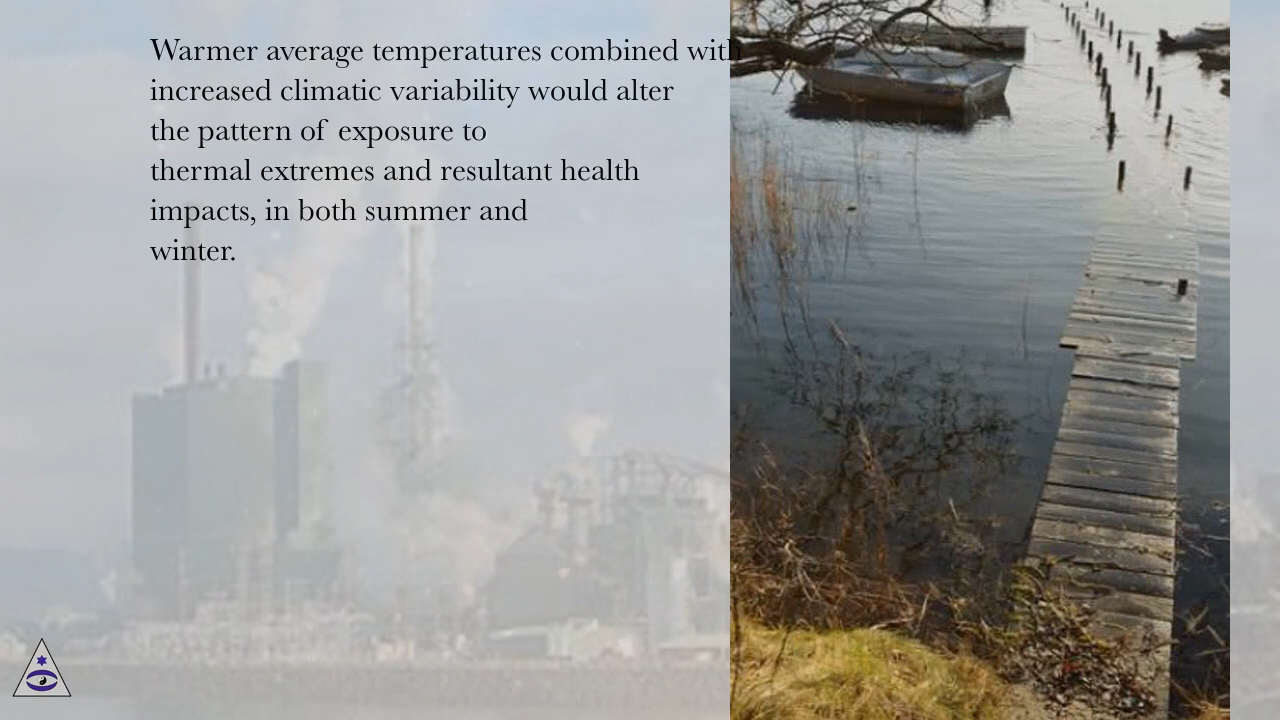 Warmer average temperatures combined with
increased climatic variability would alter
the pattern of exposure to
thermal extremes and resultant health
impacts, in both summer and
winter.